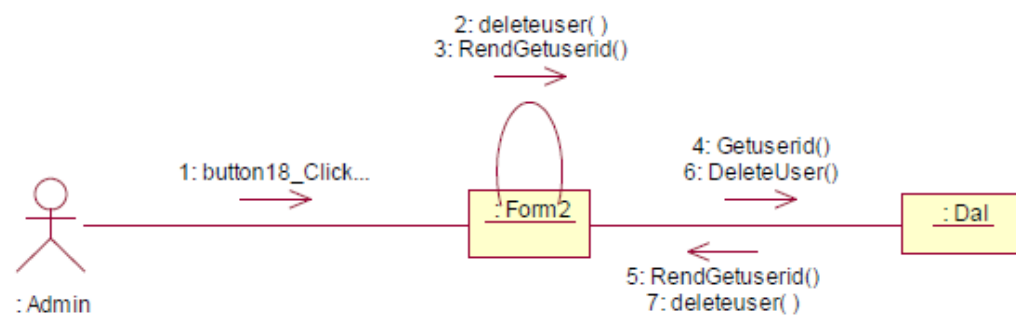 2: deleteuser( )
3: RendGetuserid()
1: button18_Click...
4: Getuserid()
6: DeleteUser()
: Form2
: Dal
5: RendGetuserid()
7: deleteuser( )
: Admin